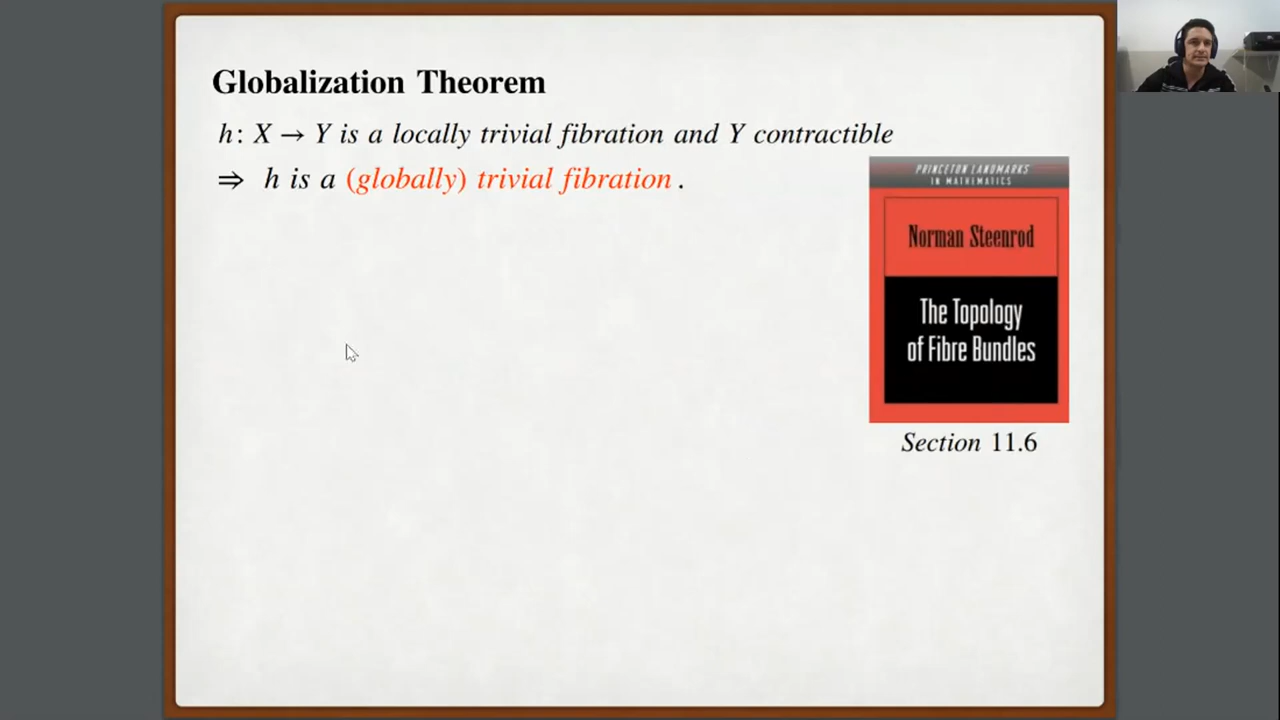 Globalization Theorem
h: X → Y is a locally trivial fibration and Y contractible
⇒ h is a (globally) trivial fibration .
PRINCETON LANDMARKS
IN MATHEMATICS
Norman Steenrod
The Topology
of Fibre Bundles
Section 11.6